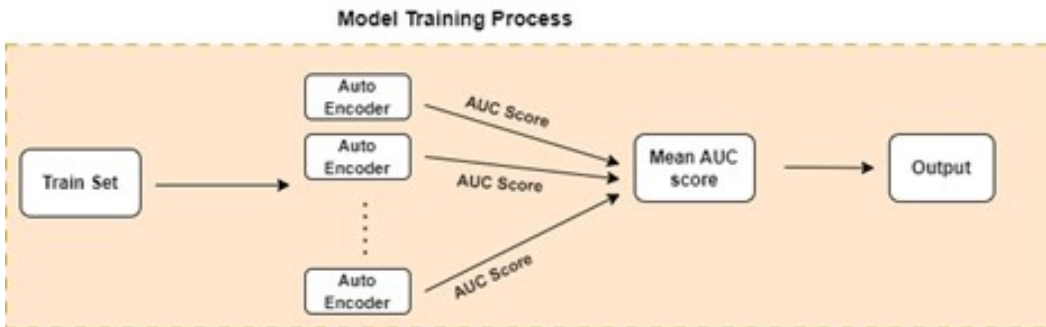 Model Training Process
Auto
Encoder
AUC Score
Auto
Encoder
AUC Score
Train Set
Mean AUC
score
Output
Auto
Encoder
AUC Score